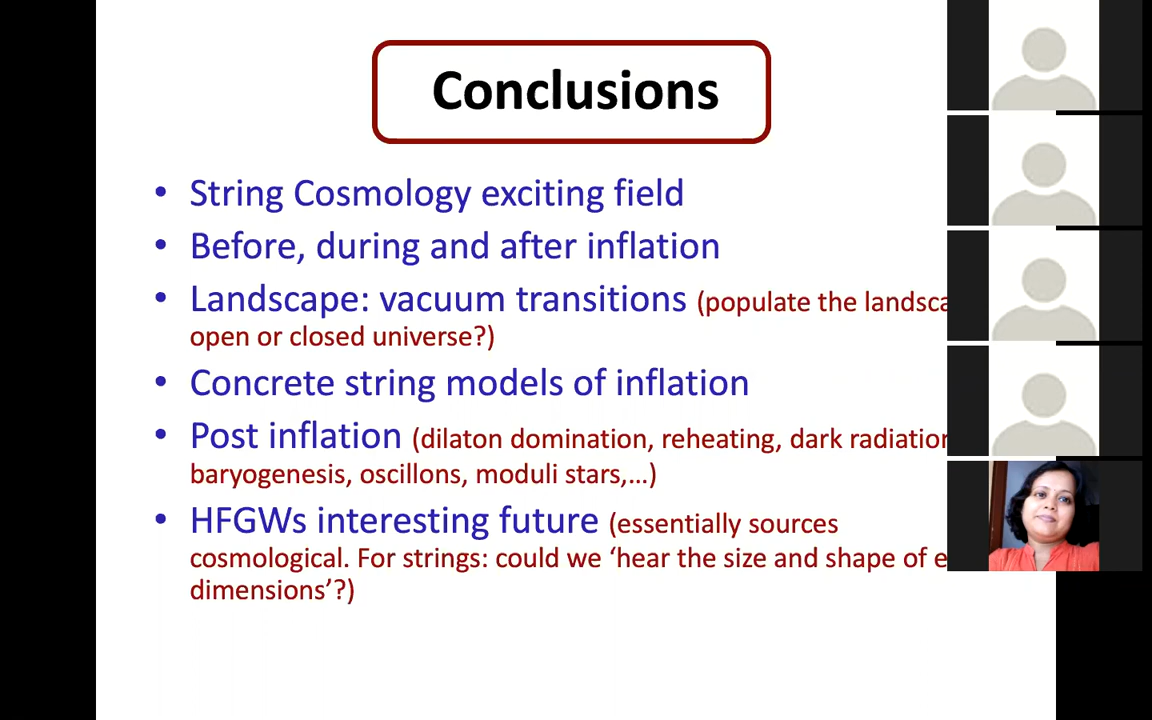 Conclusions
• String Cosmology exciting field
• Before, during and after inflation
• Landscape: vacuum transitions (populate the
open or closed universe?)
• Concrete string models of inflation
• Post inflation (dilaton domination, reheating, dark
baryogenesis, oscillons, moduli stars,…)
• HFGWs interesting future (essentially sources
cosmological. For strings: could we ‘hear the size and shape of
dimensions’?)